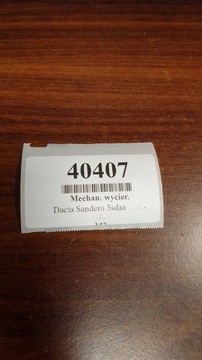 40407
Mechan. wycier.
Dacia Sandero 5sdaa